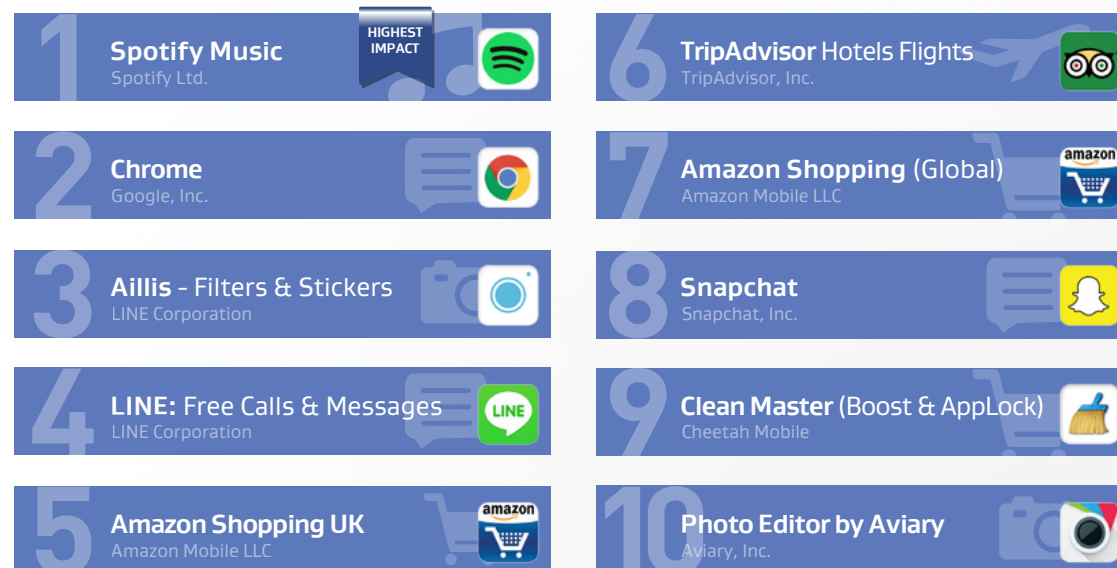 1
Spotify Music
Spotify Ltd.
HIGHEST
IMPACT
2
Chrome
Google, Inc.
3
Aillis - Filters & Stickers
LINE Corporation
4
LINE: Free Calls & Messages
LINE Corporation
LINE
5
Amazon Shopping UK
Amazon Mobile LLC
amazon
6
TripAdvisor Hotels Flights
TripAdvisor, Inc.
7
Amazon Shopping (Global)
Amazon Mobile LLC
amazon
8
Snapchat
Snapchat, Inc.
9
Clean Master (Boost & AppLock)
Cheetah Mobile
10
Photo Editor by Aviary
Aviary, Inc.